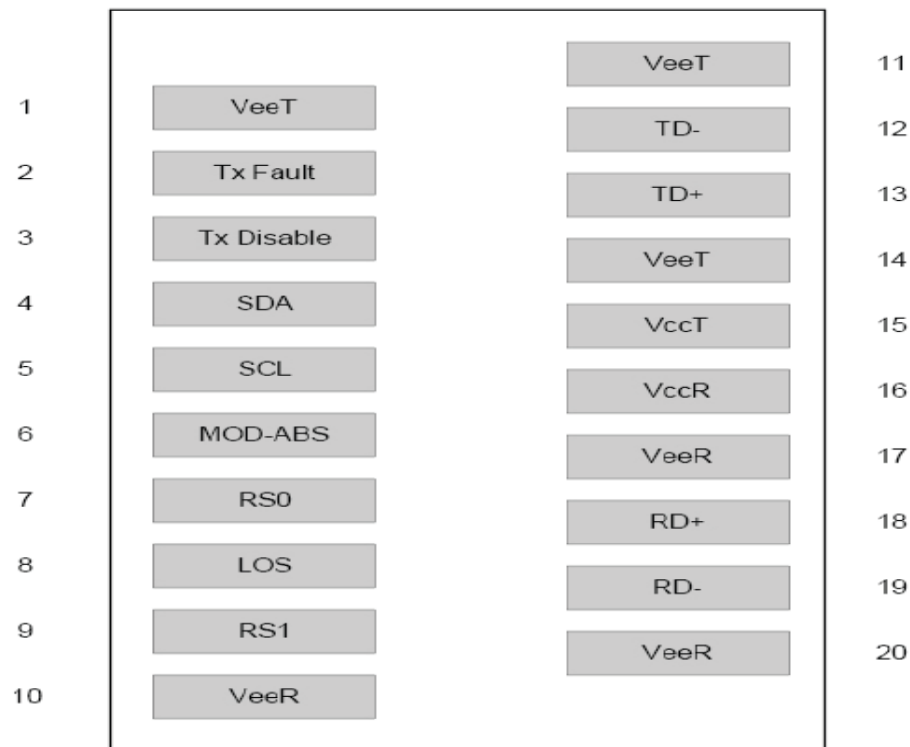 1 VeeT
2 Tx Fault
3 Tx Disable
4 SDA
5 SCL
6 MOD-ABS
7 RS0
8 LOS
9 RS1
10 VeeR
VeeT 11
TD- 12
TD+ 13
VeeT 14
VccT 15
VccR 16
VeeR 17
RD+ 18
RD- 19
VeeR 20